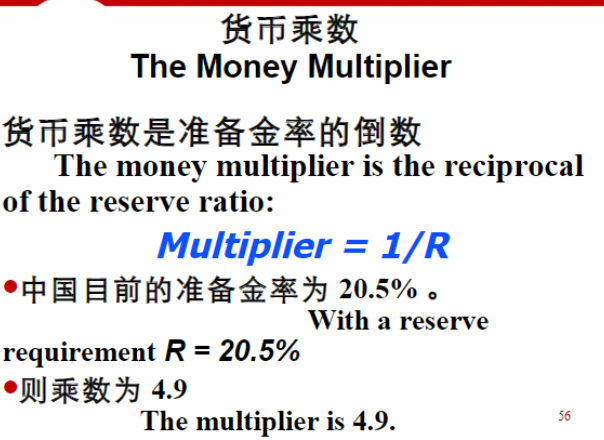 货币乘数
The Money Multiplier
货币乘数是准备金率的倒数
The money multiplier is the reciprocal
of the reserve ratio:
Multiplier = 1/R
•中国目前的准备金率为 20.5% 。
With a reserve
requirement R = 20.5%
•则乘数为 4.9
The multiplier is 4.9.
56